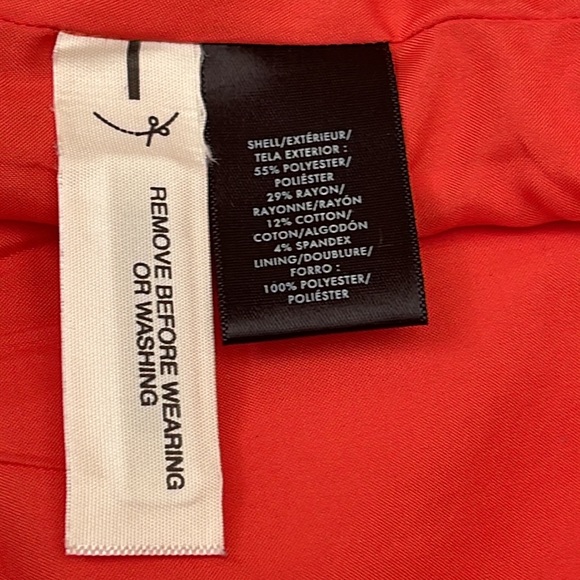 REMOVE BEFORE WEARING
OR WASHING
SHELL/EXTÉRIEUR/
TELA EXTERIOR :
55% POLYESTER/
POLIÉSTER
29% RAYON/
RAYONNE/RAYÓN
12% COTTON/
COTON/ALGODÓN
4% SPANDEX
LINING/DOUBLURE/
FORRO :
100% POLYESTER/
POLIÉSTER